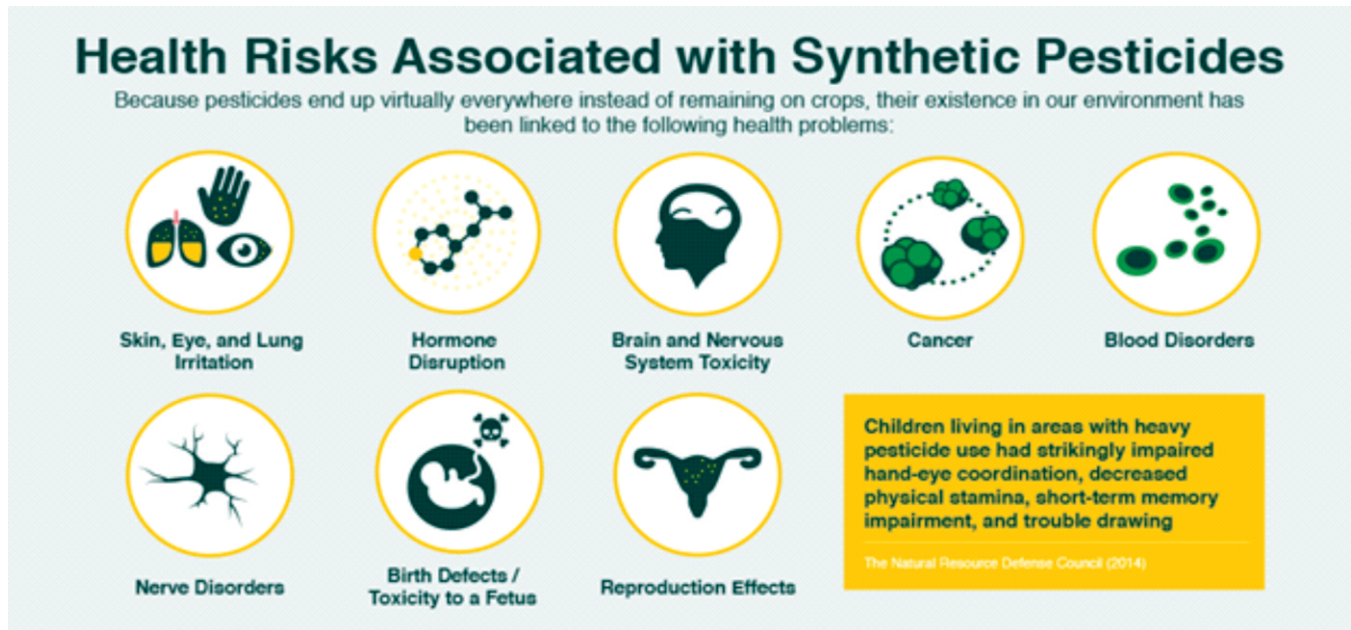 Health Risks Associated with Synthetic Pesticides
Because pesticides end up virtually everywhere instead of remaining on crops, their existence in our environment has
been linked to the following health problems:
Skin, Eye, and Lung
Irritation
Hormone
Disruption
Brain and Nervous
System Toxicity
Cancer
Blood Disorders
Nerve Disorders
Birth Defects /
Toxicity to a Fetus
Reproduction Effects
Children living in areas with heavy
pesticide use had strikingly impaired
hand-eye coordination, decreased
physical stamina, short-term memory
impairment, and trouble drawing
The Natural Resource Defense Council (2014)